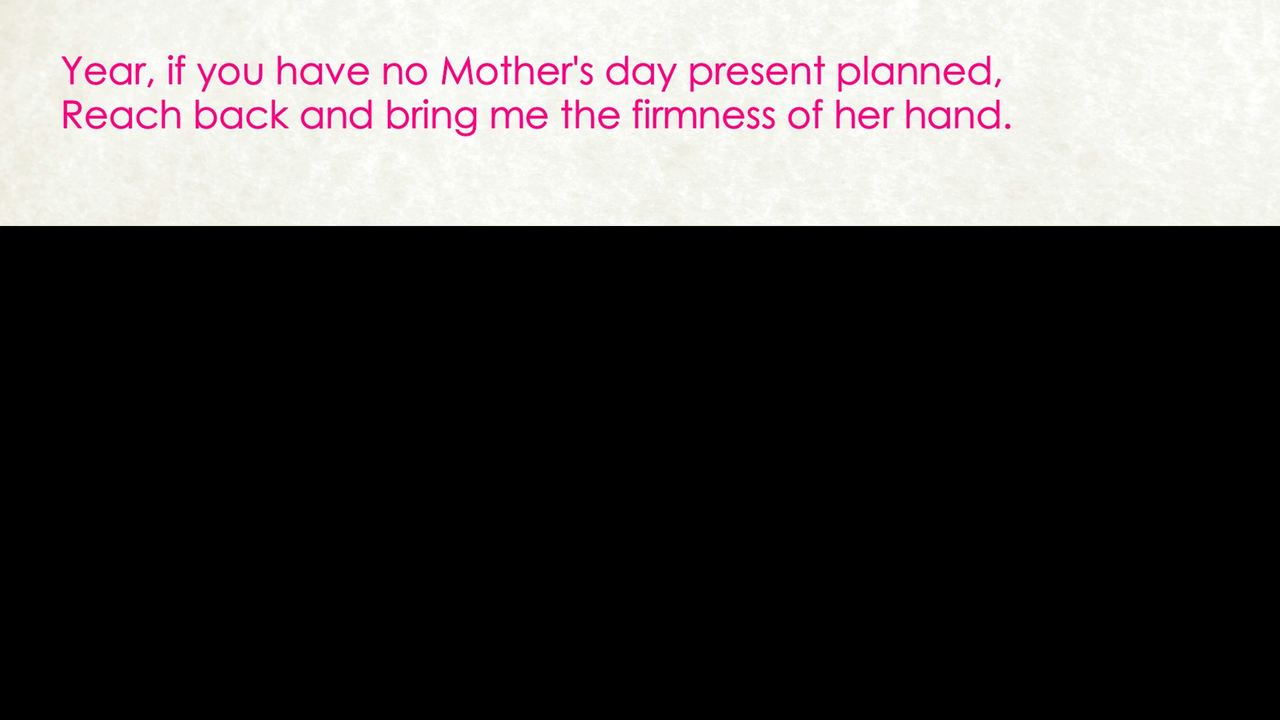 Year, if you have no Mother's day present planned,
Reach back and bring me the firmness of her hand.